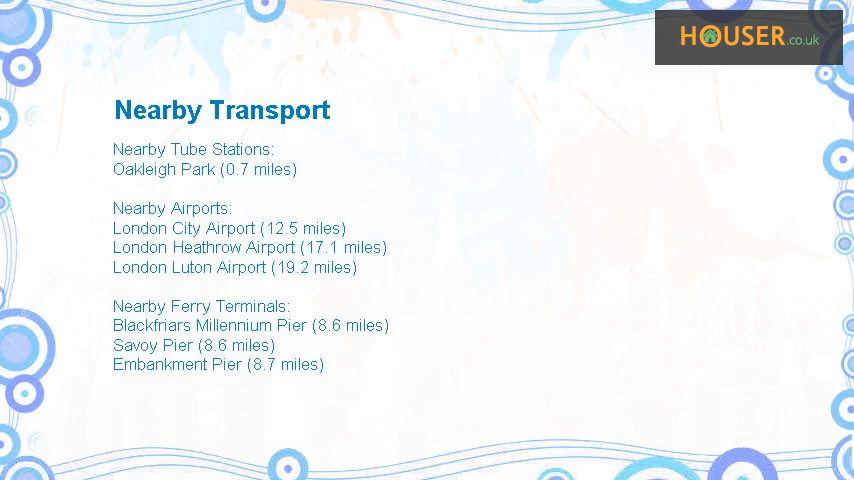 HOUSER.co.uk
Nearby Transport
Nearby Tube Stations:
Oakleigh Park (0.7 miles)
Nearby Airports:
London City Airport (12.5 miles)
London Heathrow Airport (17.1 miles)
London Luton Airport (19.2 miles)
Nearby Ferry Terminals:
Blackfriars Millennium Pier (8.6 miles)
Savoy Pier (8.6 miles)
Embankment Pier (8.7 miles)